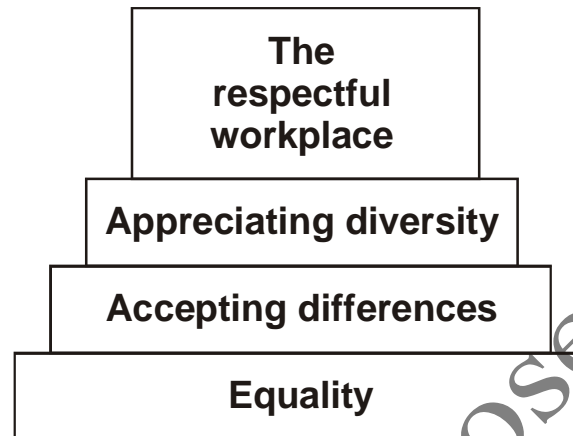 The
respectful
workplace
Appreciating diversity
Accepting differences
Equality